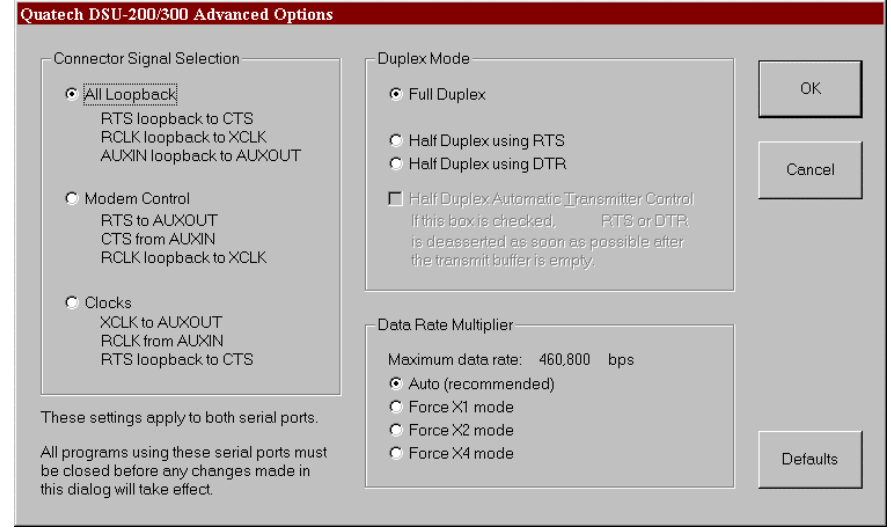 Quatech DSU-200/300 Advanced Options
Connector Signal Selection
All Loopback
RTS loopback to CTS
RCLK loopback to XCLK
AUXIN loopback to AUXOUT
Modem Control
RTS to AUXOUT
CTS from AUXIN
RCLK loopback to XCLK
Clocks
XCLK to AUXOUT
RCLK from AUXIN
RTS loopback to CTS
These settings apply to both serial ports.
All programs using these serial ports must
be closed before any changes made in
this dialog will take effect.
Duplex Mode
Full Duplex
Half Duplex using RTS
Half Duplex using DTR
Half Duplex Automatic Transmitter Control
If this box is checked, RTS or DTR
is deasserted as soon as possible after
the transmit buffer is empty.
Data Rate Multiplier
Maximum data rate: 460,800 bps
Auto (recommended)
Force X1 mode
Force X2 mode
Force X4 mode
OK
Cancel
Defaults